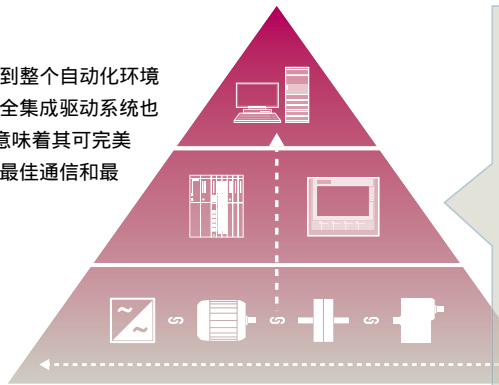 到整个自动化环境
全集成驱动系统也
意味着其可完美
最佳通信和最